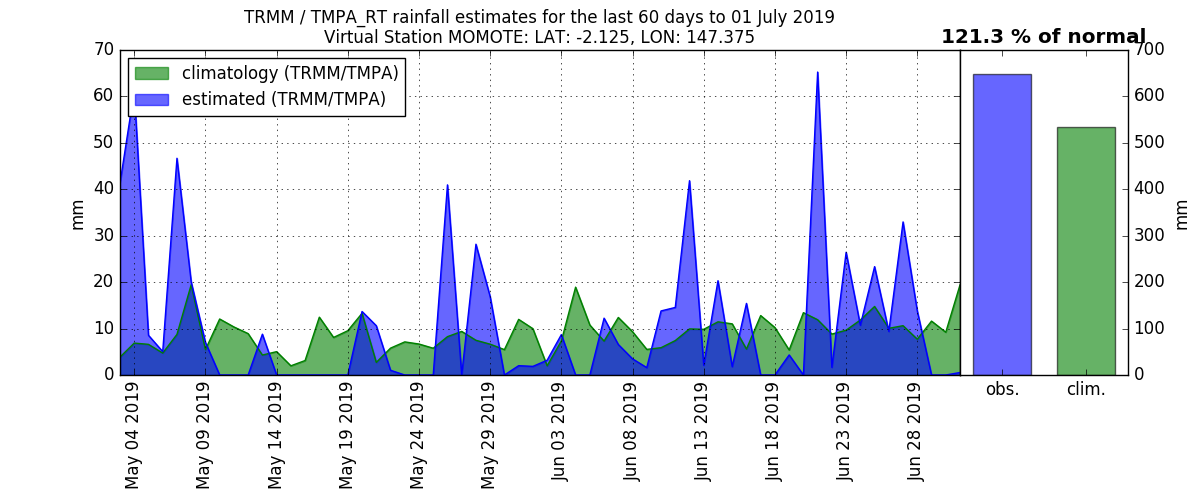 TRMM / TMPA_RT rainfall estimates for the last 60 days to 01 July 2019
Virtual Station MOMOTE: LAT: -2.125, LON: 147.375
121.3 % of normal
climatology (TRMM/TMPA)
estimated (TRMM/TMPA)
70
60
50
40
30
20
10
0
mm
May 04 2019
May 09 2019
May 14 2019
May 19 2019
May 24 2019
May 29 2019
Jun 03 2019
Jun 08 2019
Jun 13 2019
Jun 18 2019
Jun 23 2019
Jun 28 2019
obs.
clim.
700
600
500
400
300
200
100
0
mm